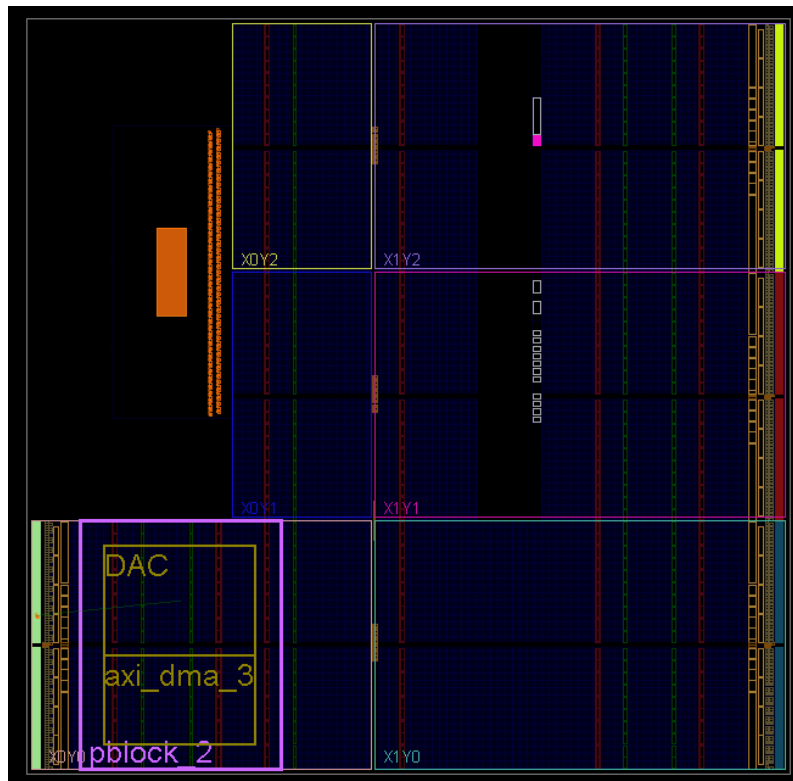 X0Y2
X1Y2
X0Y1
X1Y1
DAC
axi_dma_3
X0Y0
pblock_2
X1Y0